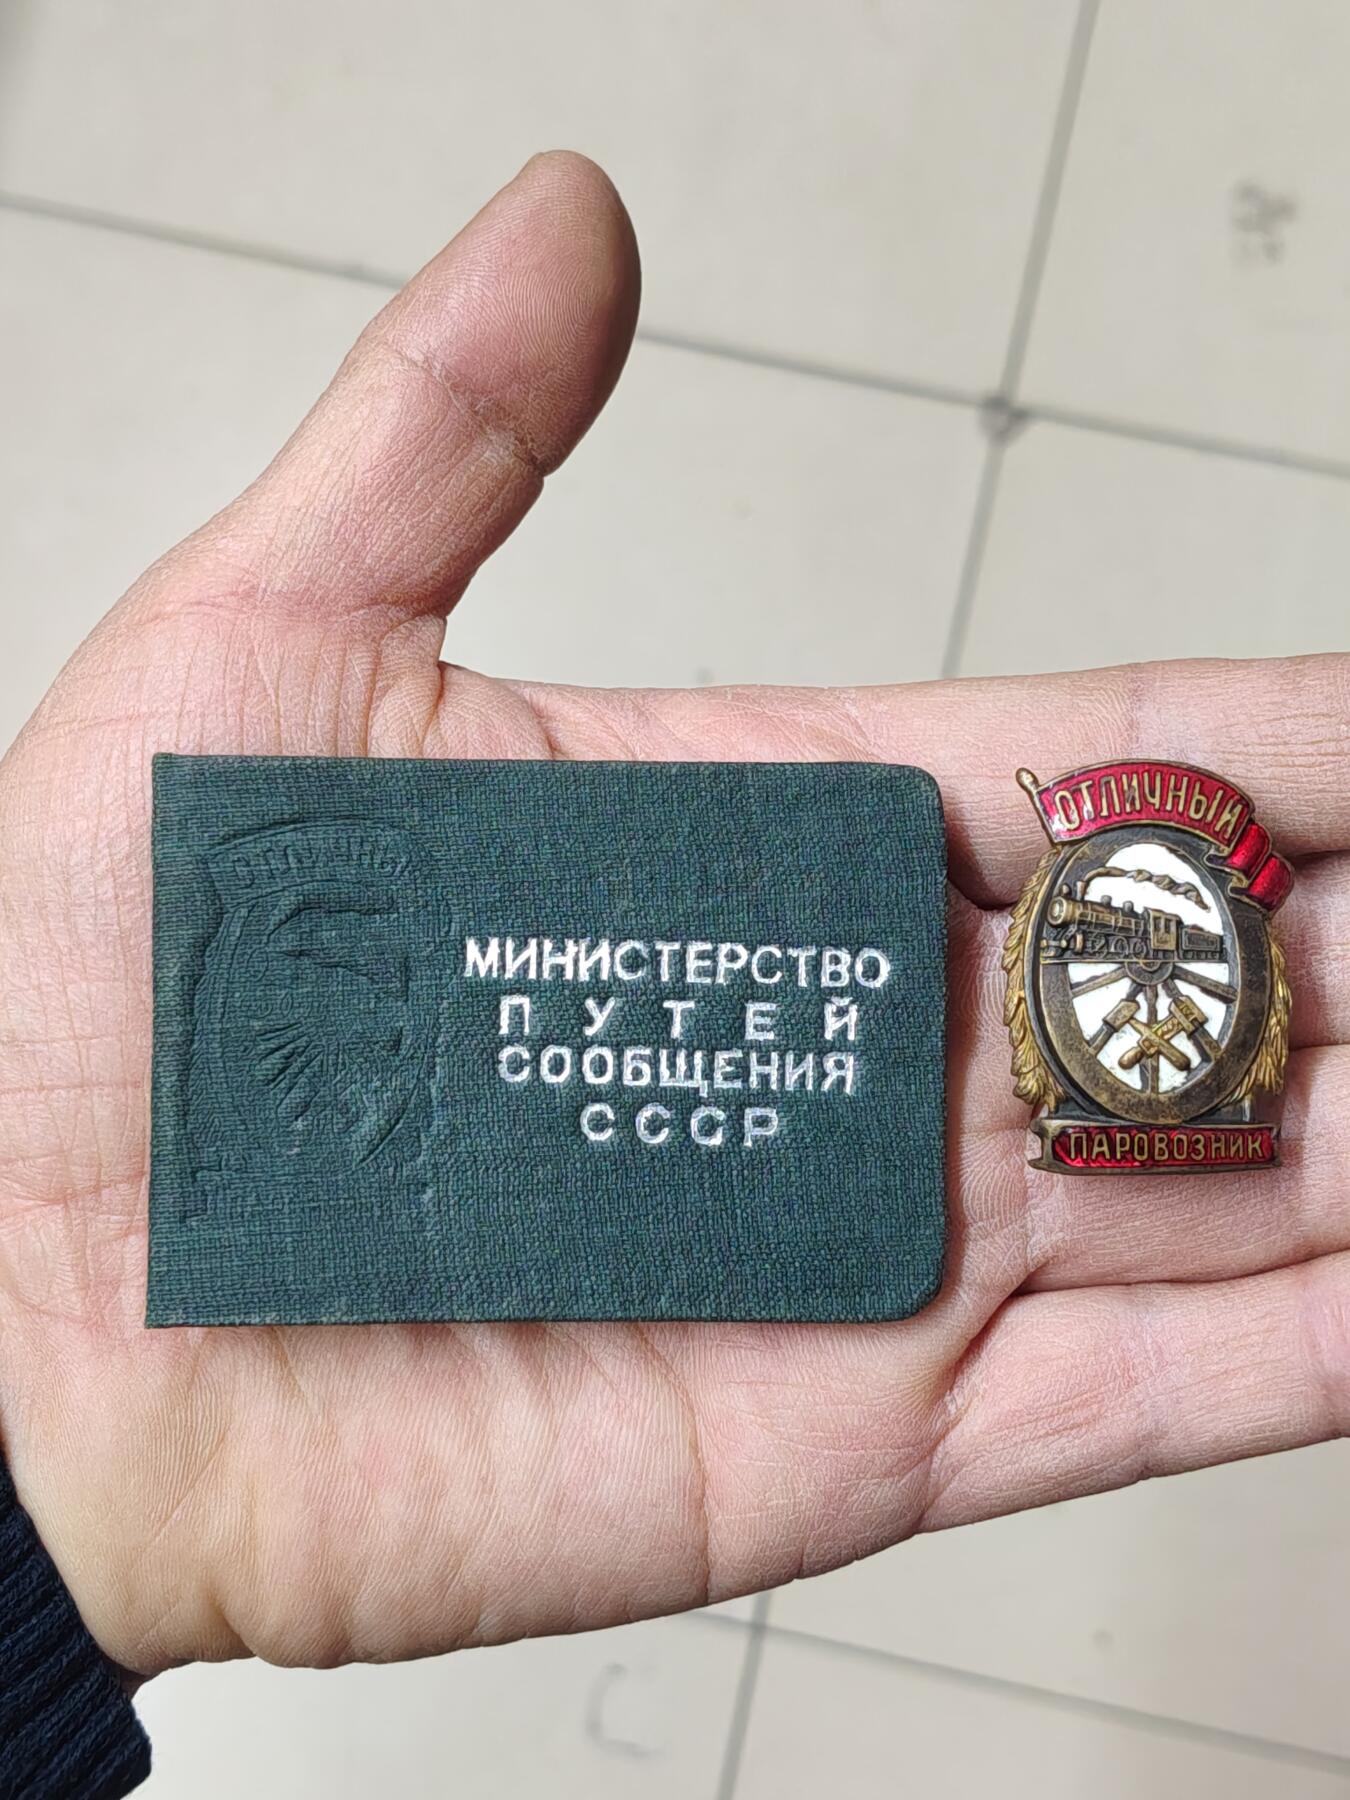 МИНИСТЕРСТВО
ПУТЕЙ
СООБЩЕНИЯ
СССР
ОТЛИЧНЫЙ
ПАРОВОЗНИК